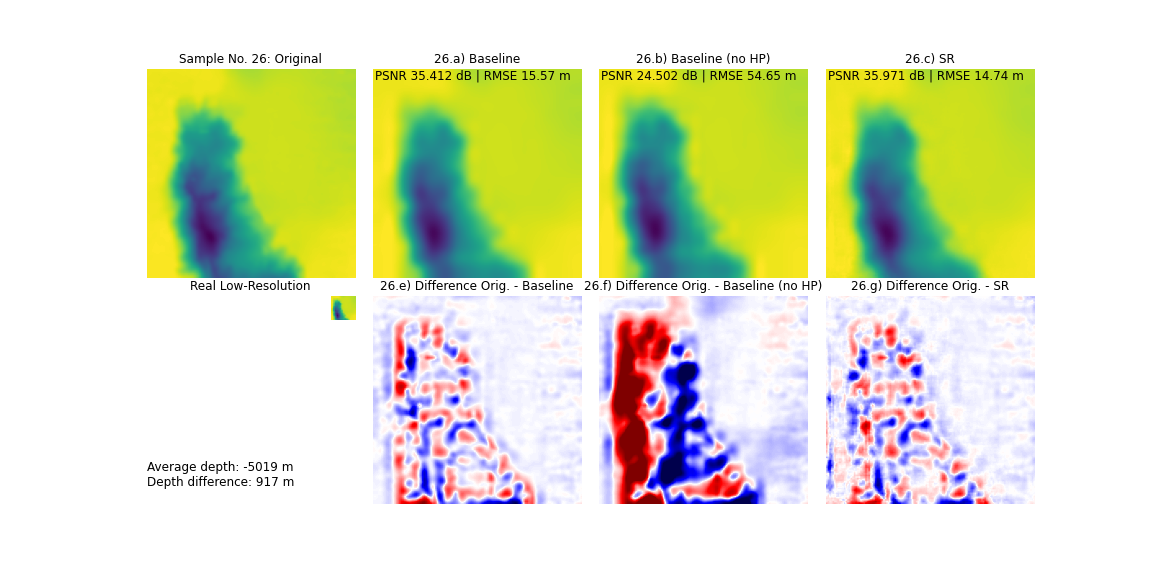 Sample No. 26: Original
26.a) Baseline
26.b) Baseline (no HP)
26.c) SR
PSNR 35.412 dB | RMSE 15.57 m
PSNR 24.502 dB | RMSE 54.65 m
PSNR 35.971 dB | RMSE 14.74 m
Real Low-Resolution
26.e) Difference Orig. - Baseline
26.f) Difference Orig. - Baseline (no HP)
26.g) Difference Orig. - SR
Average depth: -5019 m
Depth difference: 917 m